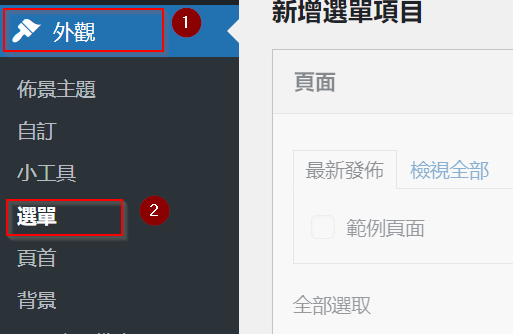 外觀
1
佈景主題
自訂
小工具
選單
2
頁首
背景
新增選單項目
頁面
最新發佈
檢視全部
範例頁面
全部選取